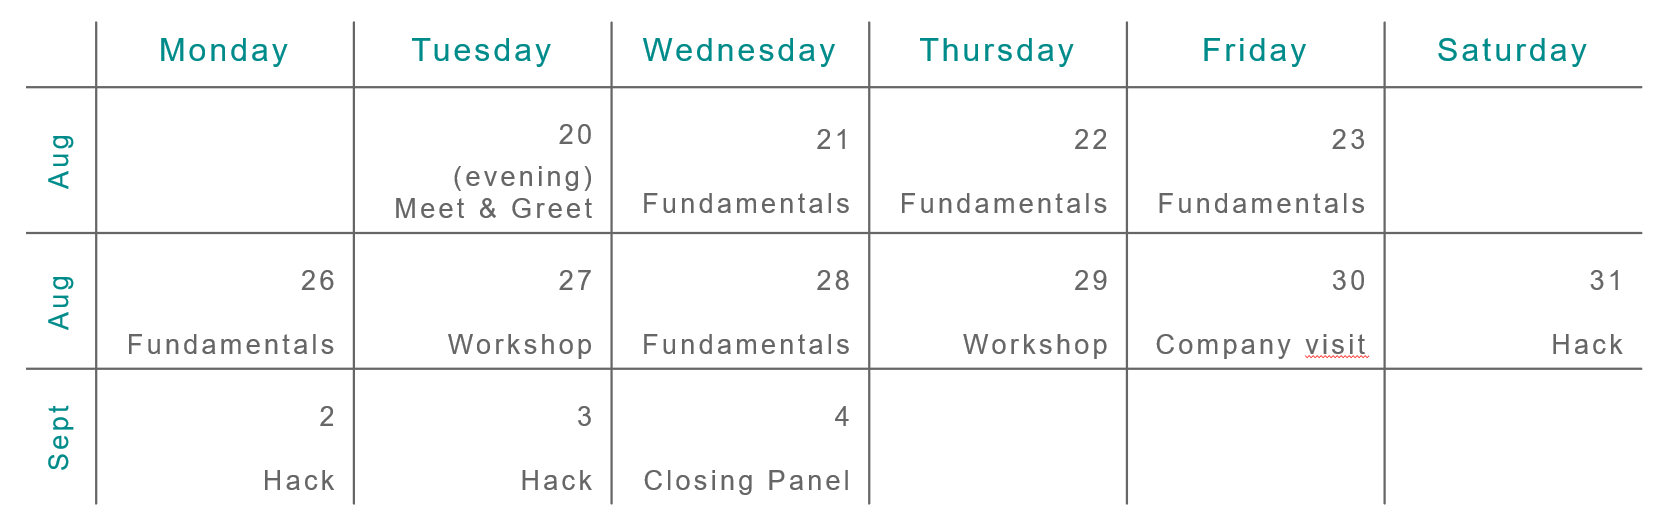 Monday Tuesday Wednesday Thursday Friday Saturday
Aug
20
(evening)
Meet & Greet
21
Fundamentals
22
Fundamentals
23
Fundamentals
Aug
26
Fundamentals
27
Workshop
28
Fundamentals
29
Workshop
30
Company visit
31
Hack
Sept
2
Hack
3
Hack
4
Closing Panel